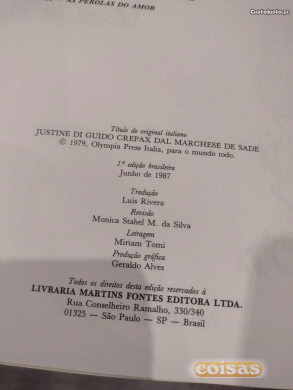 AS PÉROLAS DO AMOR
CustoJusto.pt
Título do original italiano
JUSTINE DI GUIDO CREPAX DAL MARCHESE DE SADE
© 1979, Olympia Press Italia, para o mundo todo.
1.ª edição brasileira
Junho de 1987
Tradução
Luis Rivera
Revisão
Monica Stahel M. da Silva
Letragem
Miriam Tomi
Produção gráfica
Geraldo Alves
Todos os direitos desta edição reservados à
LIVRARIA MARTINS FONTES EDITORA LTDA.
Rua Conselheiro Ramalho, 330/340
01325 — São Paulo — SP — Brasil
coisas